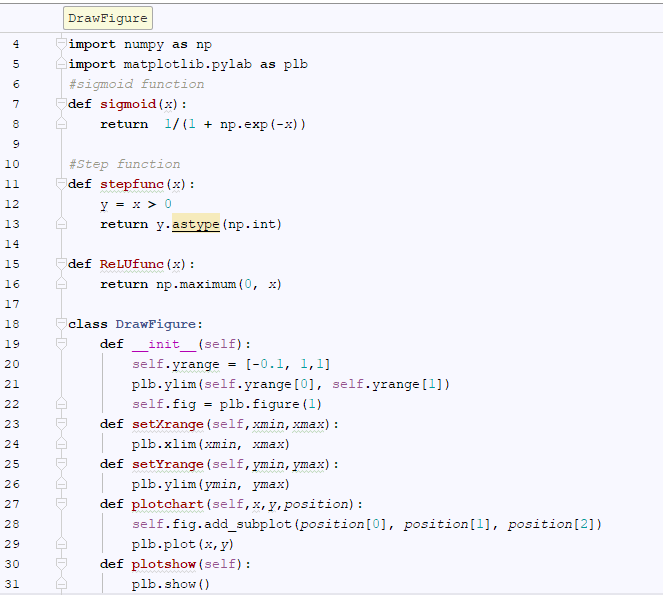 DrawFigure
4 import numpy as np
5 import matplotlib.pylab as plb
6 #sigmoid function
7 def sigmoid(x):
8     return  1/(1 + np.exp(-x))
9
10 #Step function
11 def stepfunc(x):
12     y = x > 0
13     return y.astype(np.int)
14
15 def ReLUfunc(x):
16     return np.maximum(0, x)
17
18 class DrawFigure:
19     def __init__(self):
20         self.yrange = [-0.1, 1,1]
21         plb.ylim(self.yrange[0], self.yrange[1])
22         self.fig = plb.figure(1)
23     def setXrange(self,xmin,xmax):
24         plb.xlim(xmin, xmax)
25     def setYrange(self,ymin,ymax):
26         plb.ylim(ymin, ymax)
27     def plotchart(self,x,y,position):
28         self.fig.add_subplot(position[0], position[1], position[2])
29         plb.plot(x,y)
30     def plotshow(self):
31         plb.show()